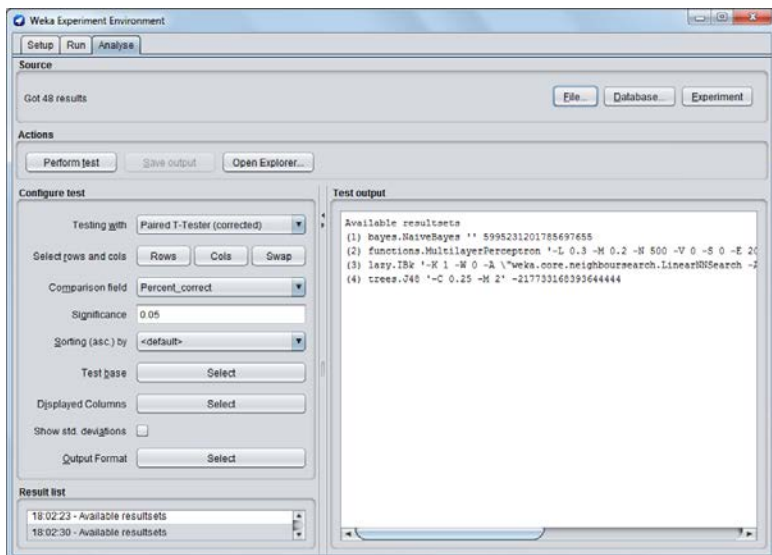 Weka Experiment Environment
Setup Run Analyse
Source
Got 48 results
File... Database... Experiment
Actions
Perform test Save output Open Explorer...
Configure test
Testing with Paired T-Tester (corrected)
Select rows and cols Rows Cols Swap
Comparison field Percent_correct
Significance 0.05
Sorting (asc.) by <default>
Test base Select
Displayed Columns Select
Show std. deviations
Output Format Select
Result list
18:02:23 - Available resultsets
18:02:30 - Available resultsets
Test output
Available resultsets
(1) bayes.NaiveBayes '' 5995231201785697655
(2) functions.MultilayerPerceptron '-L 0.3 -M 0.2 -N 500 -V 0 -S 0 -E 20
(3) lazy.IBk '-K 1 -W 0 -A \"weka.core.neighboursearch.LinearNNSearch -A
(4) trees.J48 '-C 0.25 -M 2' -217733168393644444